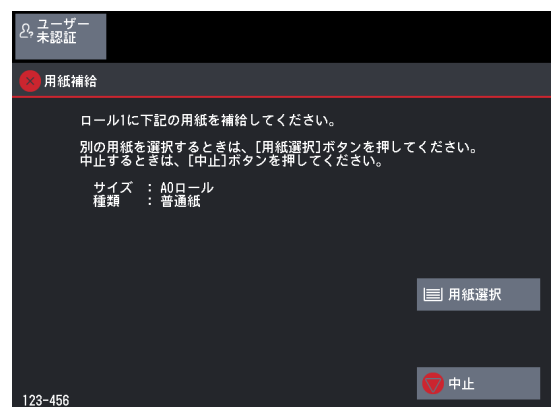 ユーザー
未認証
用紙補給
ロール1に下記の用紙を補給してください。
別の用紙を選択するときは、[用紙選択]ボタンを押してください。
中止するときは、[中止]ボタンを押してください。
サイズ : A0ロール
種類 : 普通紙
用紙選択
中止
123-456